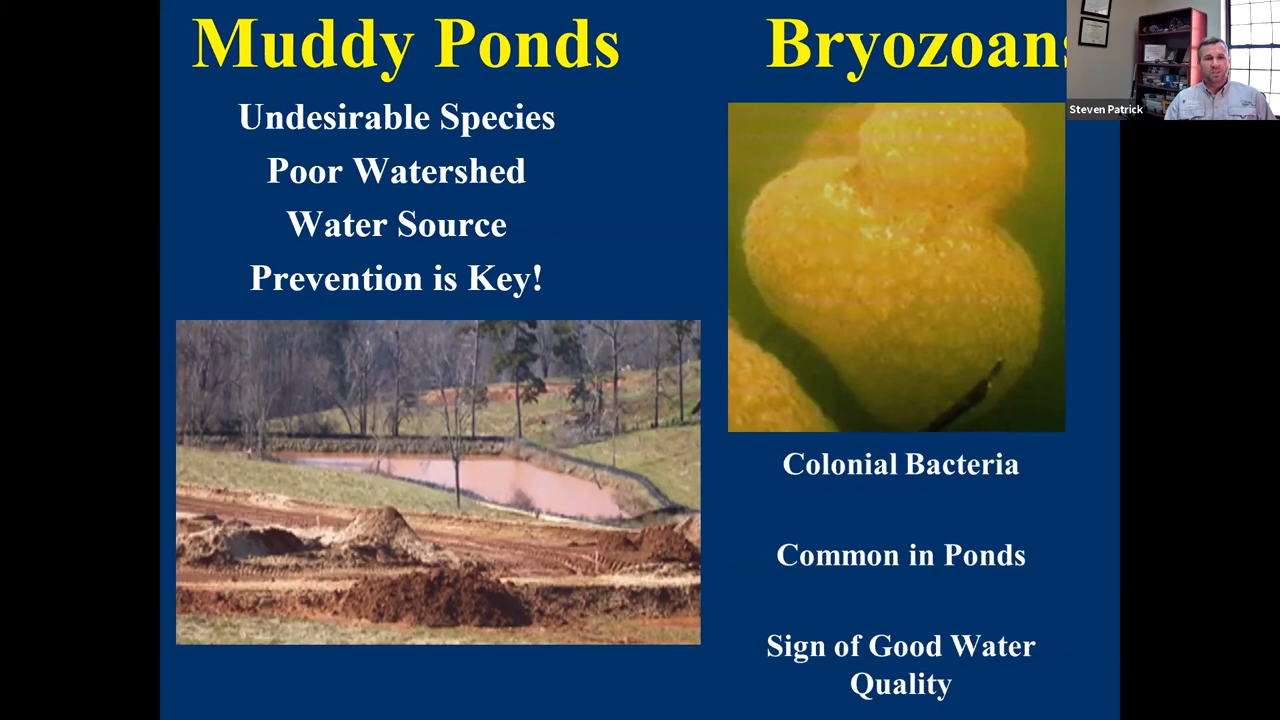 Muddy Ponds
Undesirable Species
Poor Watershed
Water Source
Prevention is Key!
Bryozoans
Colonial Bacteria
Common in Ponds
Sign of Good Water
Quality
Steven Patrick